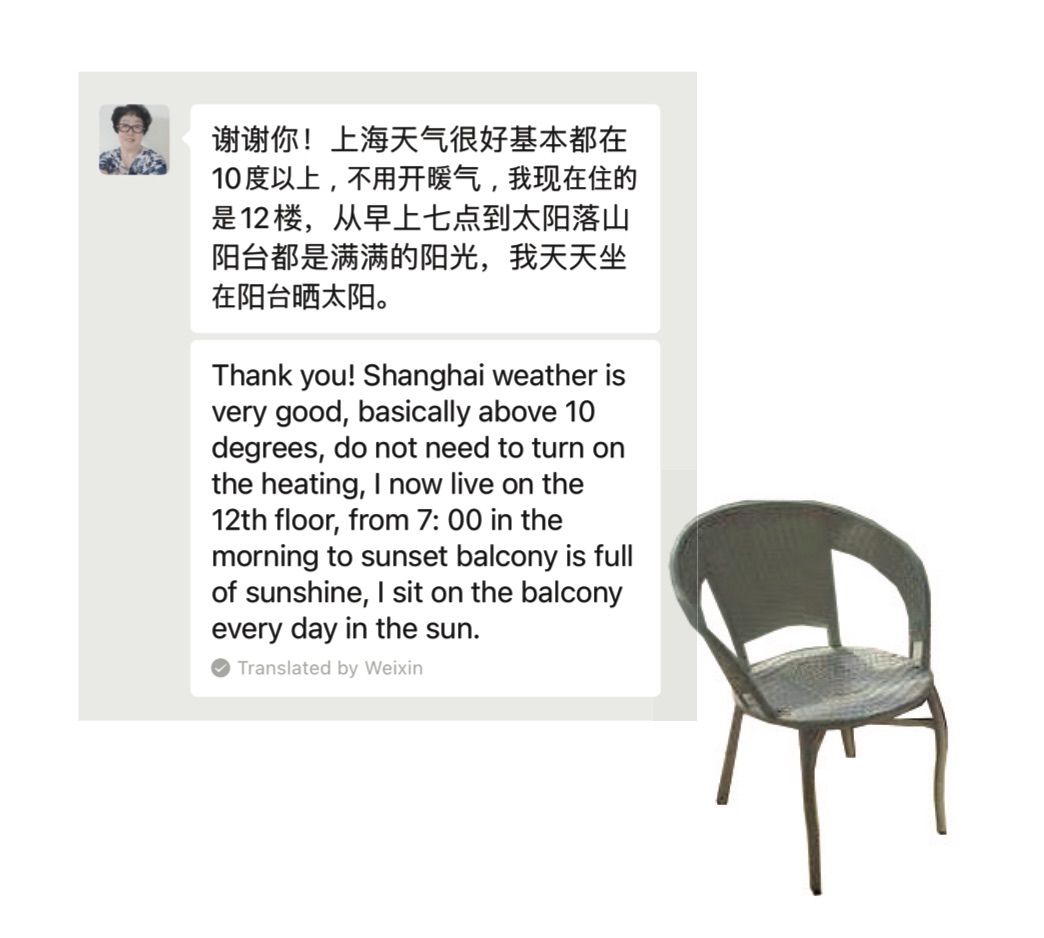 谢谢你！上海天气很好基本都在
10度以上，不用开暖气，我现在住的
是12楼，从早上七点到太阳落山
阳台都是满满的阳光，我天天坐
在阳台晒太阳。
Thank you! Shanghai weather is
very good, basically above 10
degrees, do not need to turn on
the heating, I now live on the
12th floor, from 7: 00 in the
morning to sunset balcony is full
of sunshine, I sit on the balcony
every day in the sun.
Translated by Weixin